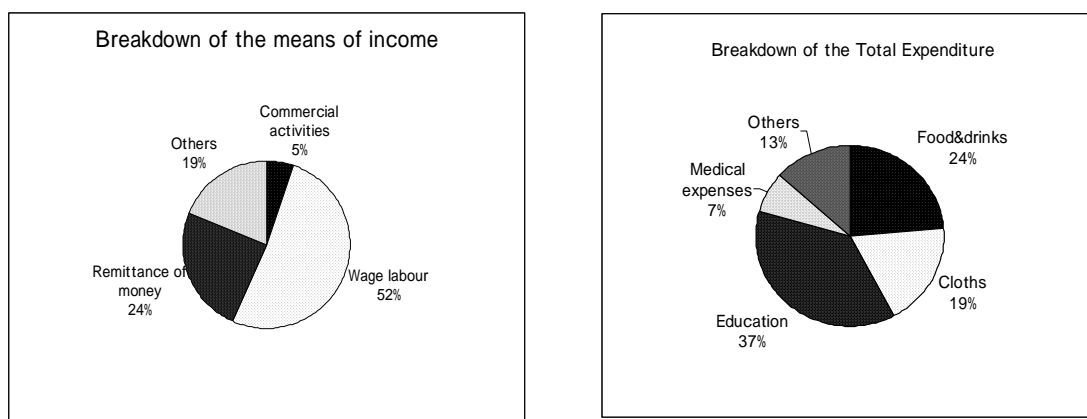 Breakdown of the means of income
Commercial
activities
5%
Others
19%
Remittance of
money
24%
Wage labour
52%
Breakdown of the Total Expenditure
Others
13%
Food&drinks
24%
Medical
expenses
7%
Cloths
19%
Education
37%